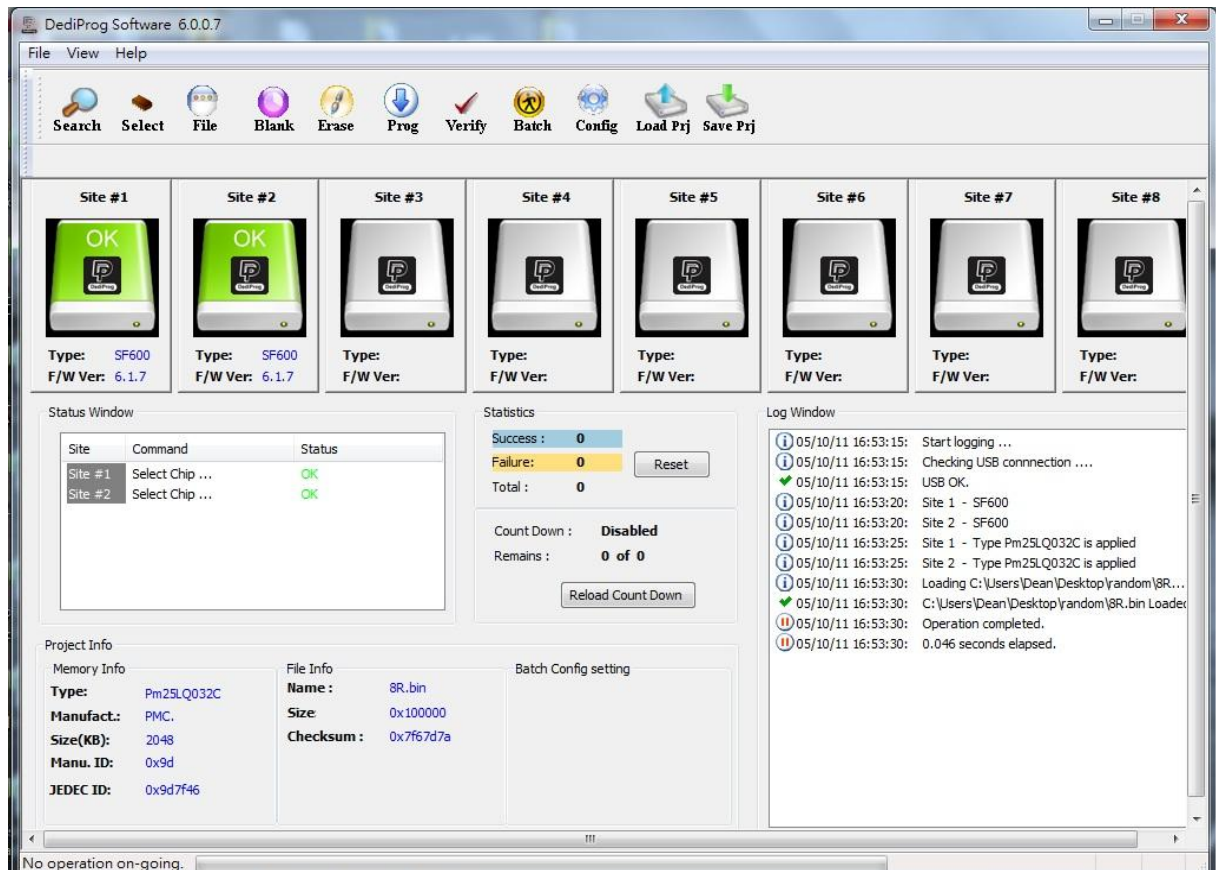 DediProg Software 6.0.0.7
File View Help
Search Select File Blank Erase Prog Verify Batch Config Load Prj Save Prj
Site #1 Site #2 Site #3 Site #4 Site #5 Site #6 Site #7 Site #8
OK OK
DediProg DediProg DediProg DediProg DediProg DediProg DediProg DediProg
Type: SF600 Type: SF600 Type: Type: Type: Type: Type: Type:
F/W Ver: 6.1.7 F/W Ver: 6.1.7 F/W Ver: F/W Ver: F/W Ver: F/W Ver: F/W Ver: F/W Ver:
Status Window
Site Command Status
Site #1 Select Chip ... OK
Site #2 Select Chip ... OK
Statistics
Success : 0
Failure: 0
Reset
Total : 0
Count Down : Disabled
Remains : 0 of 0
Reload Count Down
Log Window
05/10/11 16:53:15: Start logging ...
05/10/11 16:53:15: Checking USB connnection ....
05/10/11 16:53:15: USB OK.
05/10/11 16:53:20: Site 1 - SF600
05/10/11 16:53:20: Site 2 - SF600
05/10/11 16:53:25: Site 1 - Type Pm25LQ032C is applied
05/10/11 16:53:25: Site 2 - Type Pm25LQ032C is applied
05/10/11 16:53:30: Loading C:\Users\Dean\Desktop\random\8R...
05/10/11 16:53:30: C:\Users\Dean\Desktop\random\8R.bin Loaded
05/10/11 16:53:30: Operation completed.
05/10/11 16:53:30: 0.046 seconds elapsed.
Project Info
Memory Info
Type: Pm25LQ032C
Manufact.: PMC.
Size(KB): 2048
Manu. ID: 0x9d
JEDEC ID: 0x9d7f46
File Info
Name : 8R.bin
Size 0x100000
Checksum : 0x7f67d7a
Batch Config setting
No operation on-going.